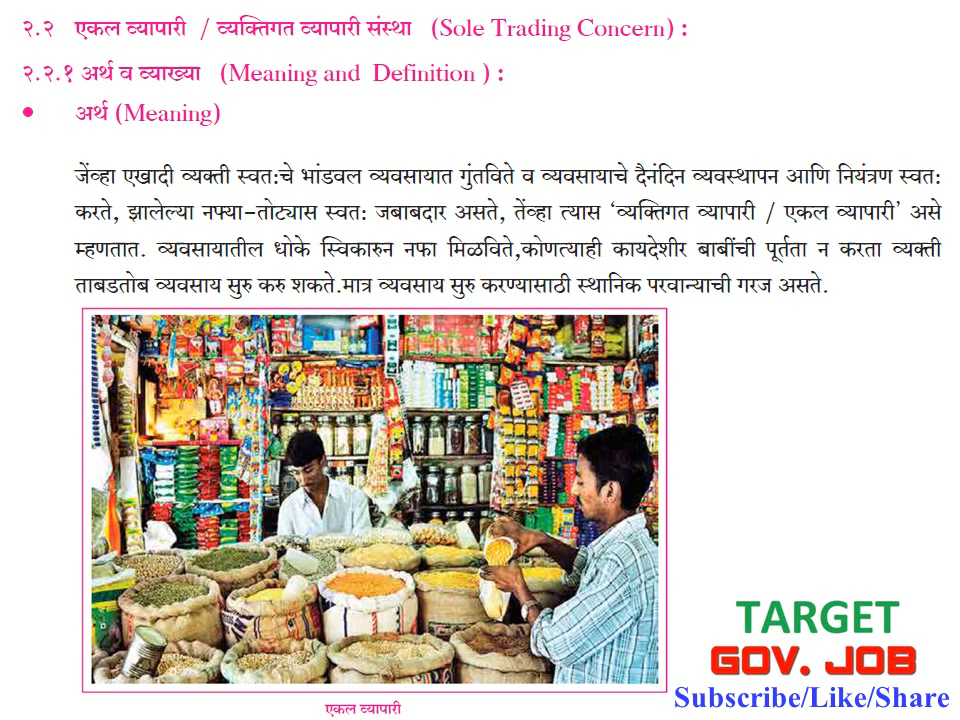 २.२ एकल व्यापारी / व्यक्तिगत व्यापारी संस्था (Sole Trading Concern) :
२.२.१ अर्थ व व्याख्या (Meaning and Definition ) :
• अर्थ (Meaning)
जेंव्हा एखादी व्यक्ती स्वत:चे भांडवल व्यवसायात गुंतविते व व्यवसायाचे दैनंदिन व्यवस्थापन आणि नियंत्रण स्वत:
करते, झालेल्या नफ्या-तोट्यास स्वत: जबाबदार असते, तेंव्हा त्यास ‘व्यक्तिगत व्यापारी / एकल व्यापारी’ असे
म्हणतात. व्यवसायातील धोके स्विकारुन नफा मिळविते,कोणत्याही कायदेशीर बाबींची पूर्तता न करता व्यक्ती
ताबडतोब व्यवसाय सुरु करु शकते.मात्र व्यवसाय सुरु करण्यासाठी स्थानिक परवान्याची गरज असते.
एकल व्यापारी
TARGET
GOV. JOB
Subscribe/Like/Share